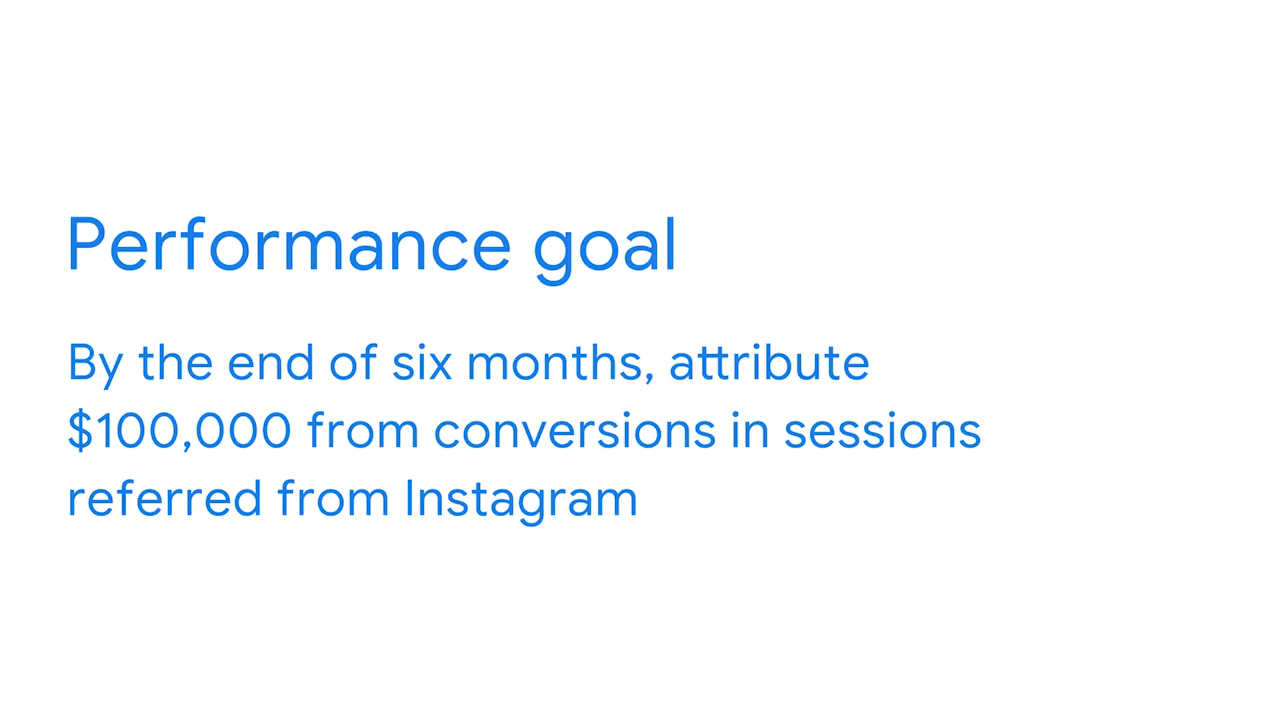 Performance goal
By the end of six months, attribute
$100,000 from conversions in sessions
referred from Instagram